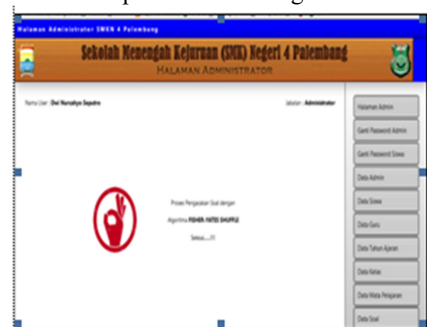 Halaman Administrator SMKN 4 Palembang
Sekolah Menengah Kejuruan (SMK) Negeri 4 Palembang
HALAMAN ADMINISTRATOR
Nama User : Dwi Nurcahyo Saputro
Jabatan : Administrator
Proses Pengacakan Soal dengan
Algoritma FISHER-YATES SHUFFLE
Selesai.....!!!
Halaman Admin
Ganti Password Admin
Ganti Password Siswa
Data Admin
Data Siswa
Data Guru
Data Tahun Ajaran
Data Kelas
Data Mata Pelajaran
Data Soal